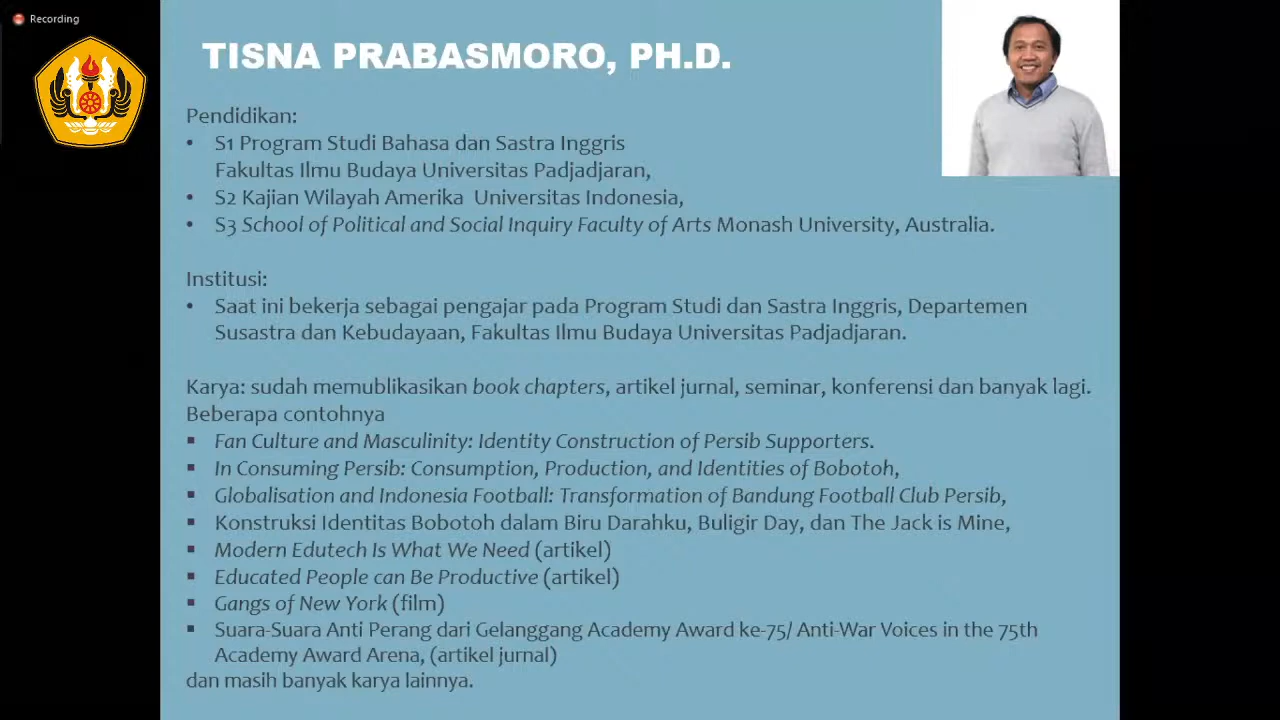 Recording
TISNA PRABASMORO, PH.D.
Pendidikan:
• S1 Program Studi Bahasa dan Sastra Inggris
Fakultas Ilmu Budaya Universitas Padjadjaran,
• S2 Kajian Wilayah Amerika  Universitas Indonesia,
• S3 School of Political and Social Inquiry Faculty of Arts Monash University, Australia.
Institusi:
• Saat ini bekerja sebagai pengajar pada Program Studi dan Sastra Inggris, Departemen
Susastra dan Kebudayaan, Fakultas Ilmu Budaya Universitas Padjadjaran.
Karya: sudah memublikasikan book chapters, artikel jurnal, seminar, konferensi dan banyak lagi.
Beberapa contohnya
▪ Fan Culture and Masculinity: Identity Construction of Persib Supporters.
▪ In Consuming Persib: Consumption, Production, and Identities of Bobotoh,
▪ Globalisation and Indonesia Football: Transformation of Bandung Football Club Persib,
▪ Konstruksi Identitas Bobotoh dalam Biru Darahku, Buligir Day, dan The Jack is Mine,
▪ Modern Edutech Is What We Need (artikel)
▪ Educated People can Be Productive (artikel)
▪ Gangs of New York (film)
▪ Suara-Suara Anti Perang dari Gelanggang Academy Award ke-75/ Anti-War Voices in the 75th
Academy Award Arena, (artikel jurnal)
dan masih banyak karya lainnya.